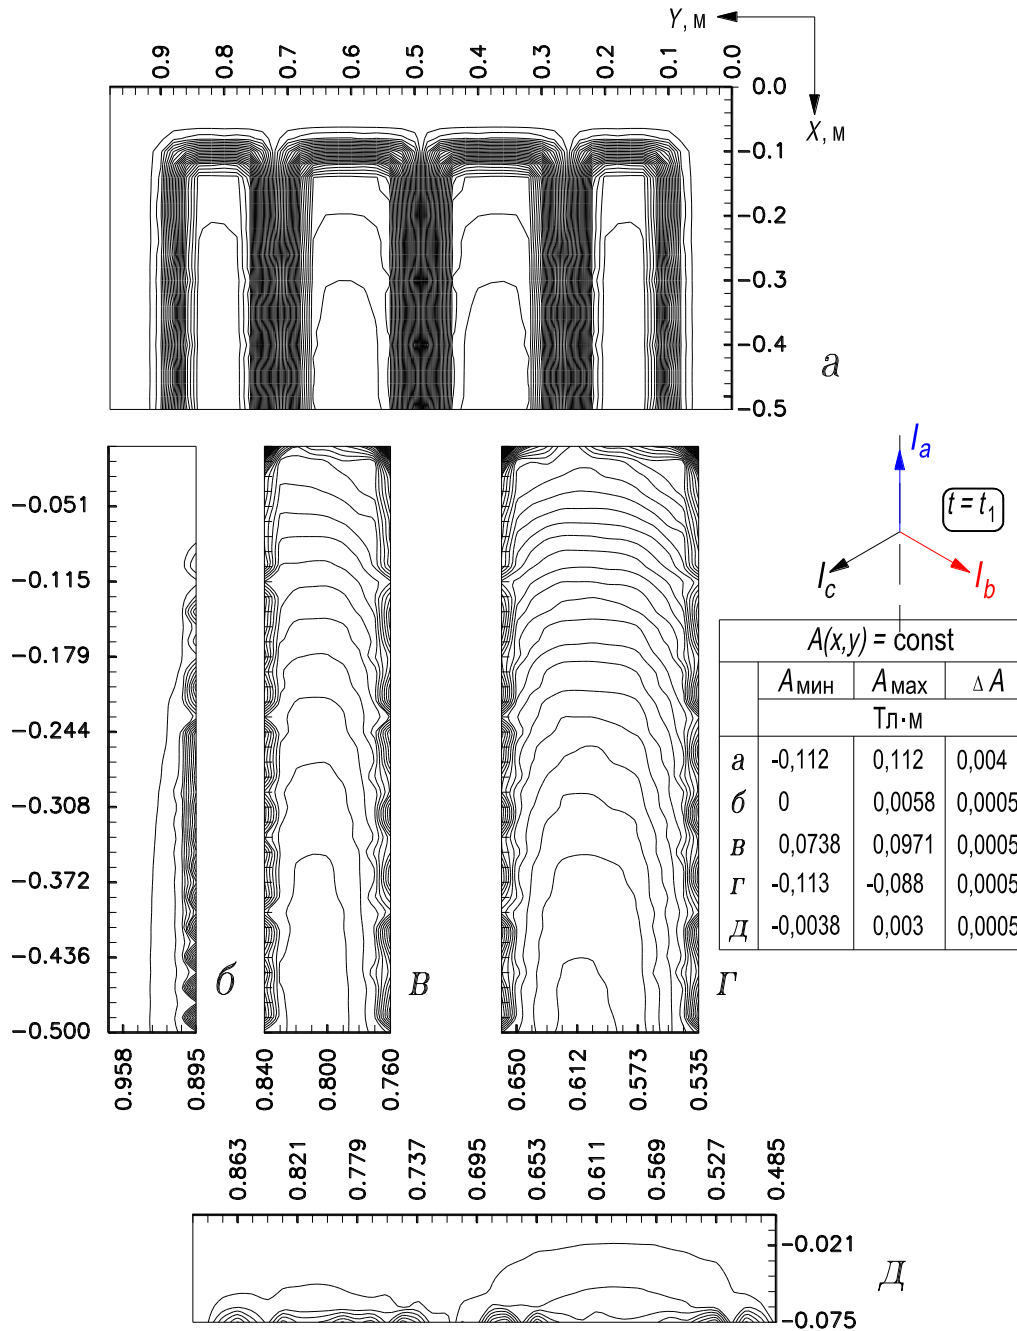 Y, м
0.9 0.8 0.7 0.6 0.5 0.4 0.3 0.2 0.1 0.0
0.0
X, м
-0.1
-0.2
-0.3
-0.4
-0.5
а
-0.051
-0.115
-0.179
-0.244
-0.308
-0.372
-0.436
-0.500
б
в
г
0.958 0.895
0.840 0.800 0.760
0.650 0.612 0.573 0.535
Ia
t = t1
Ic
Ib
A(x,y) = const
Aмин Aмах Δ A
Тл·м
а -0,112 0,112 0,004
б 0 0,0058 0,0005
в 0,0738 0,0971 0,0005
г -0,113 -0,088 0,0005
д -0,0038 0,003 0,0005
0.863 0.821 0.779 0.737 0.695 0.653 0.611 0.569 0.527 0.485
-0.021
-0.075
д